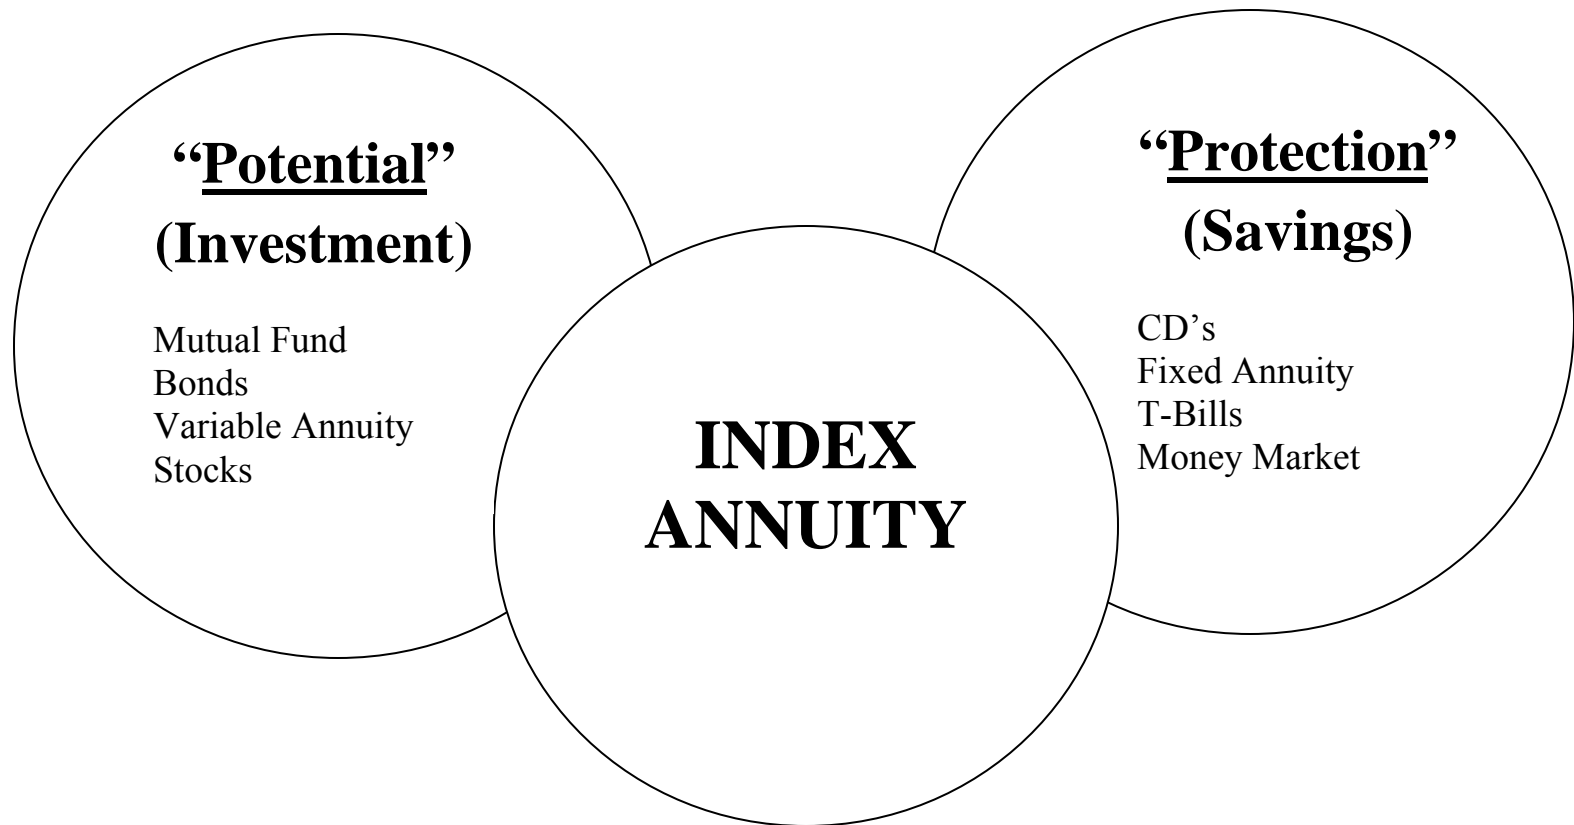 “Potential”
(Investment)
Mutual Fund
Bonds
Variable Annuity
Stocks
INDEX
ANNUITY
“Protection”
(Savings)
CD’s
Fixed Annuity
T-Bills
Money Market